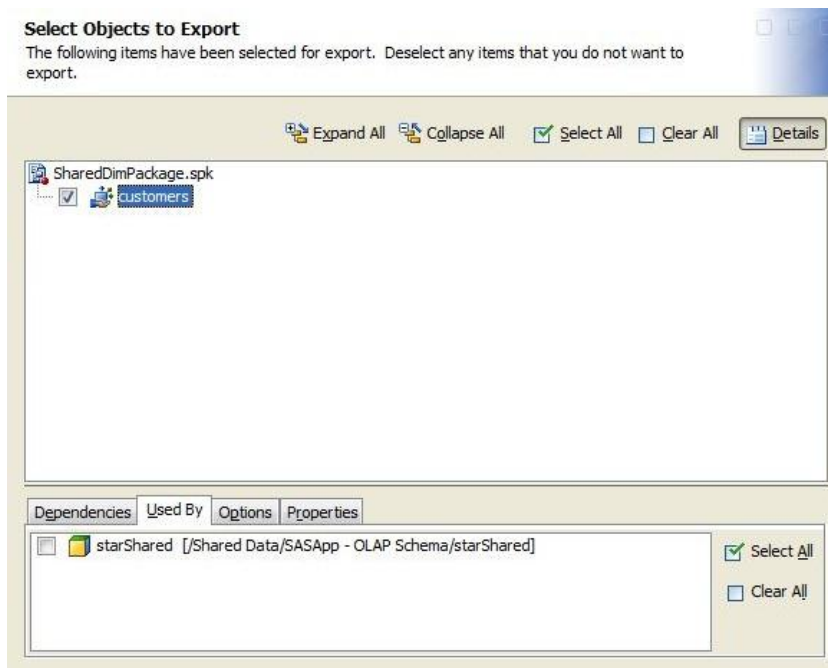 Select Objects to Export
The following items have been selected for export. Deselect any items that you do not want to
export.
Expand All Collapse All Select All Clear All Details
SharedDimPackage.spk
customers
Dependencies Used By Options Properties
starShared [/Shared Data/SASApp - OLAP Schema/starShared]
Select All
Clear All